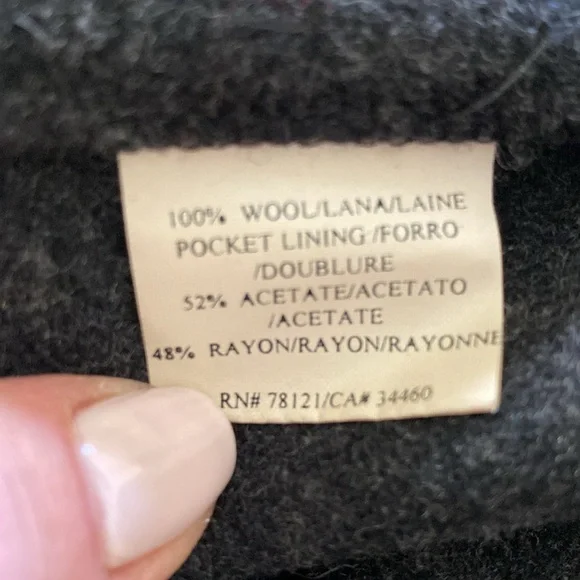 100% WOOL/LANA/LAINE
POCKET LINING/FORRO
/DOUBLURE
52% ACETATE/ACETATO
/ACETATE
48% RAYON/RAYON/RAYONNE
RN# 78121/CA# 34460